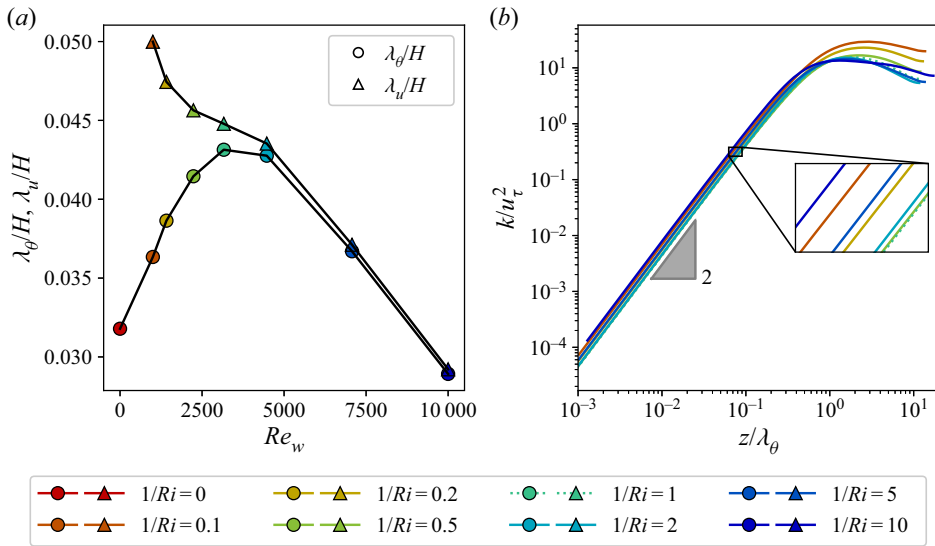 (a)
0.050
0.045
0.040
0.035
0.030
λθ/H, λu/H
λθ/H
λu/H
0
2500
5000
7500
10 000
Re_w
(b)
10¹
10⁰
10⁻¹
10⁻²
10⁻³
10⁻⁴
k/u_τ²
2
10⁻³
10⁻²
10⁻¹
10⁰
10¹
z/λθ
1/Ri = 0
1/Ri = 0.2
1/Ri = 1
1/Ri = 5
1/Ri = 0.1
1/Ri = 0.5
1/Ri = 2
1/Ri = 10